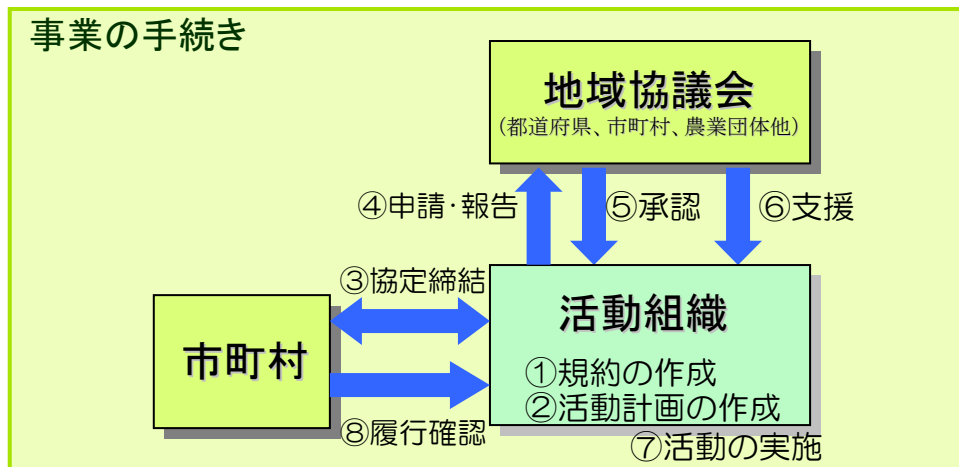 事業の手続き
地域協議会
(都道府県、市町村、農業団体他)
④申請・報告
⑤承認
⑥支援
③協定締結
市町村
活動組織
①規約の作成
②活動計画の作成
⑧履行確認
⑦活動の実施